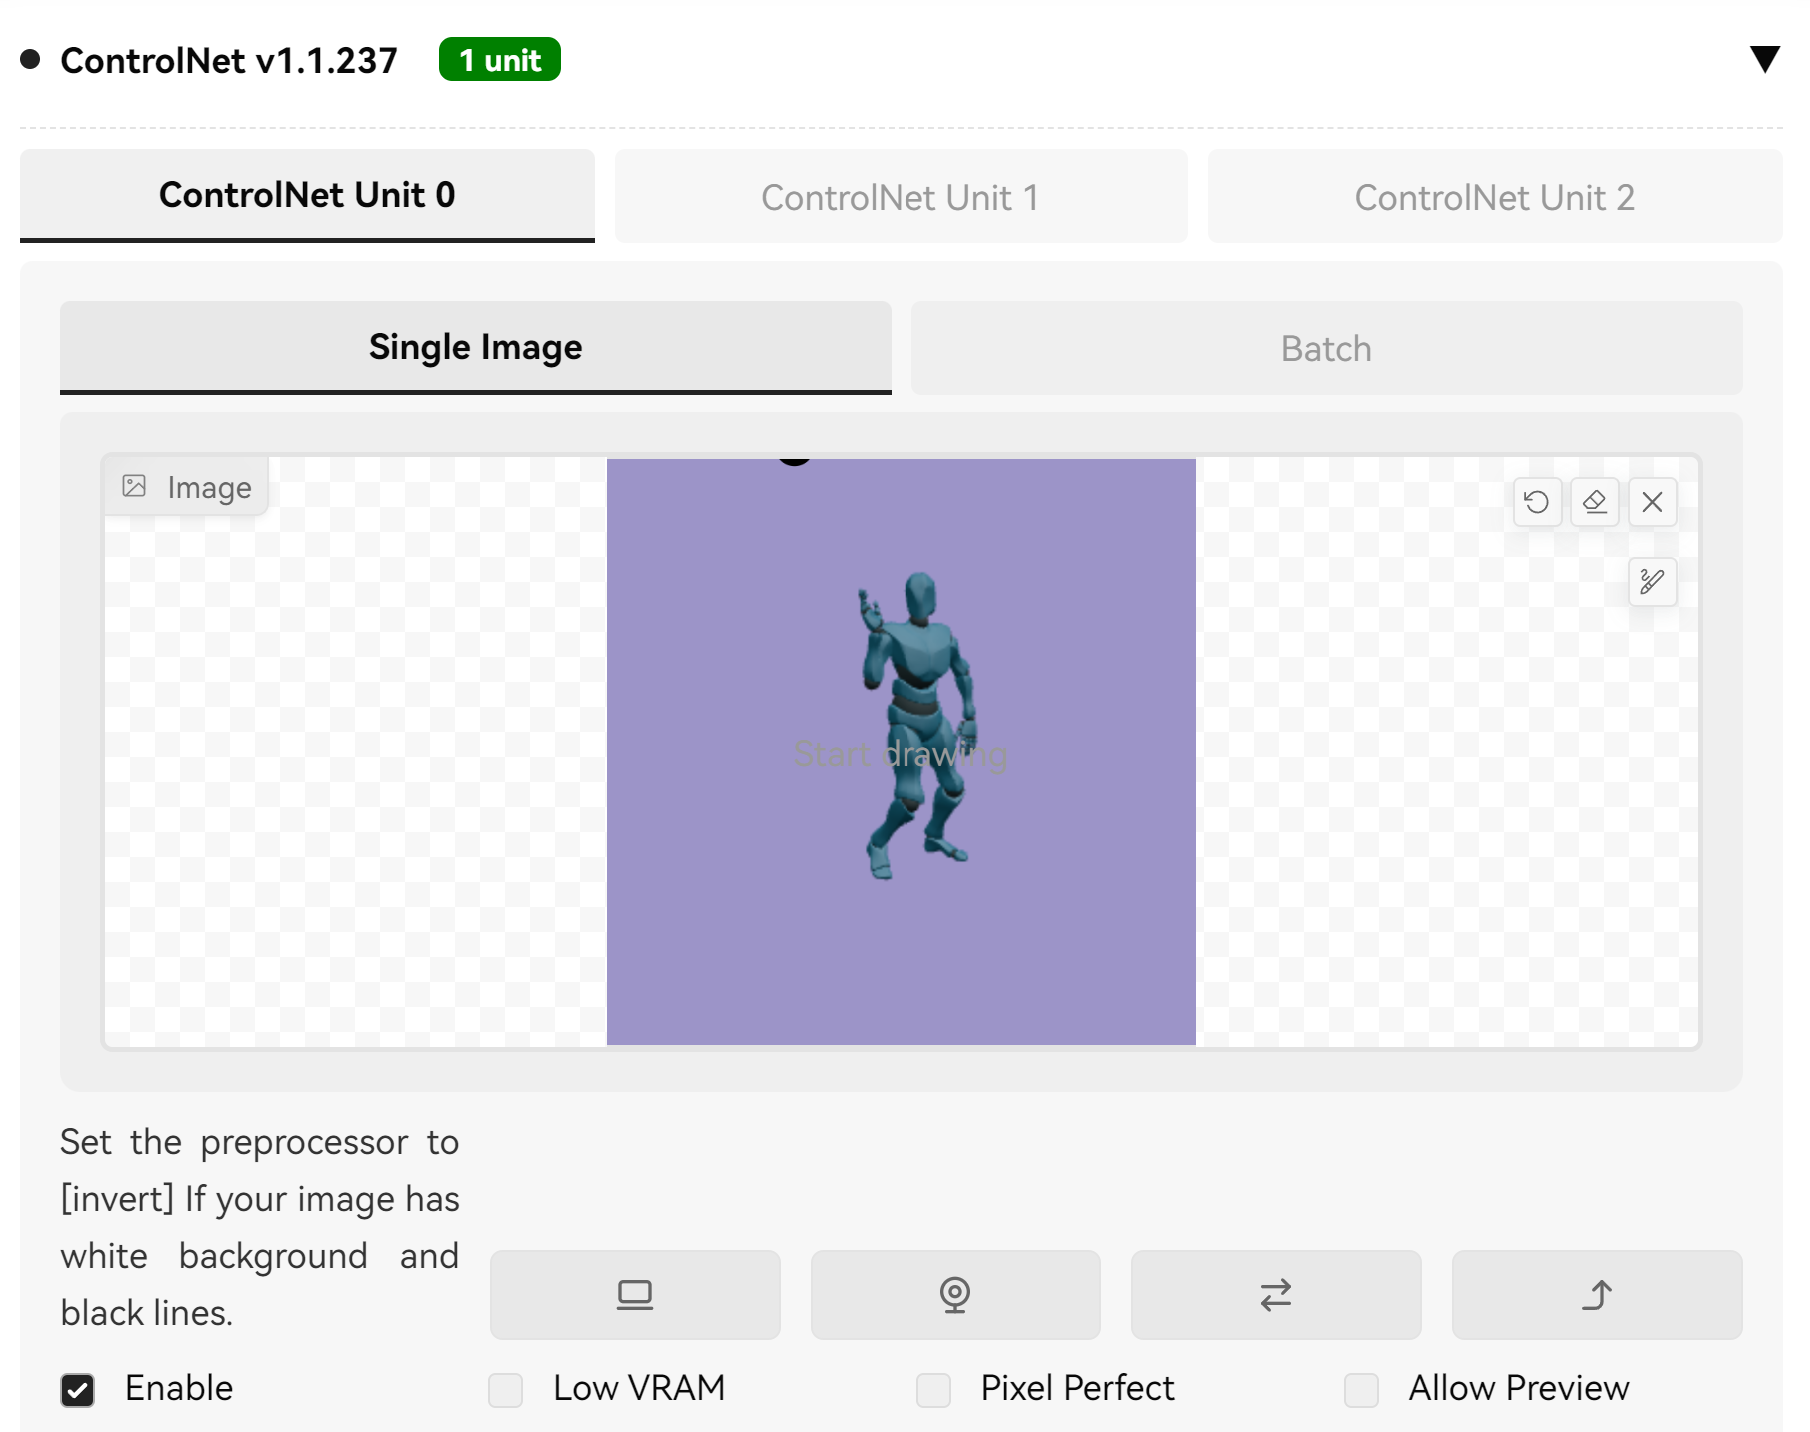 ControlNet v1.1.237 1 unit
ControlNet Unit 0 ControlNet Unit 1 ControlNet Unit 2
Single Image Batch
Image
Start drawing
Set the preprocessor to
[invert] If your image has
white background and
black lines.
Enable Low VRAM Pixel Perfect Allow Preview